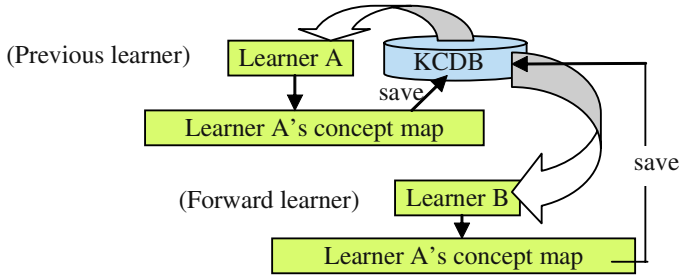 (Previous learner)
Learner A
KCDB
save
Learner A's concept map
save
(Forward learner)
Learner B
Learner A's concept map